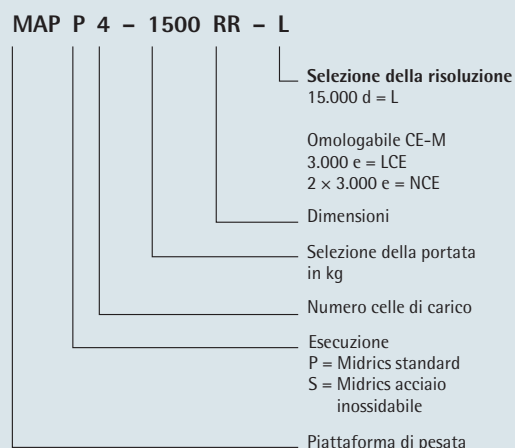 MAP P 4 – 1500 RR – L
Selezione della risoluzione
15.000 d = L
Omologabile CE-M
3.000 e = LCE
2 × 3.000 e = NCE
Dimensioni
Selezione della portata
in kg
Numero celle di carico
Esecuzione
P = Midrics standard
S = Midrics acciaio
inossidabile
Piattaforma di pesata